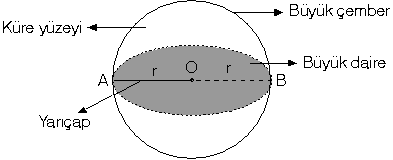 Büyük çember
Küre yüzeyi
Büyük daire
A r O r B
Yarıçap